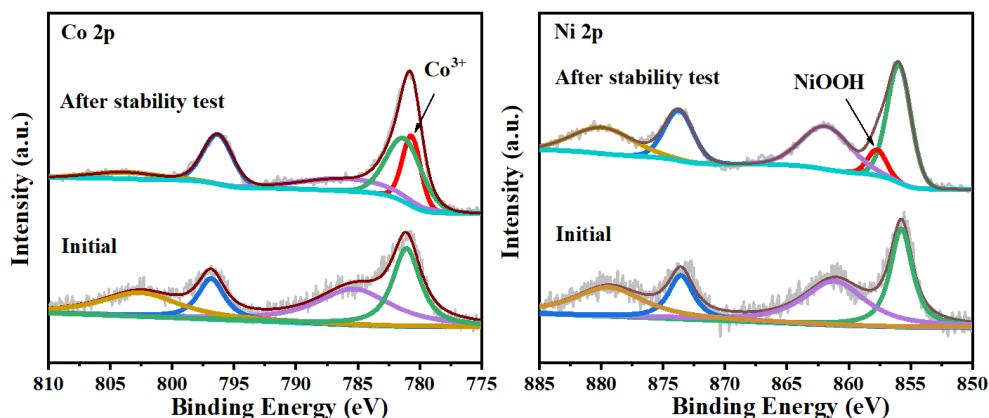 Co 2p
Co³⁺
After stability test
Initial
Intensity (a.u.)
810 805 800 795 790 785 780 775
Binding Energy (eV)
Ni 2p
After stability test
NiOOH
Initial
Intensity (a.u.)
885 880 875 870 865 860 855 850
Binding Energy (eV)